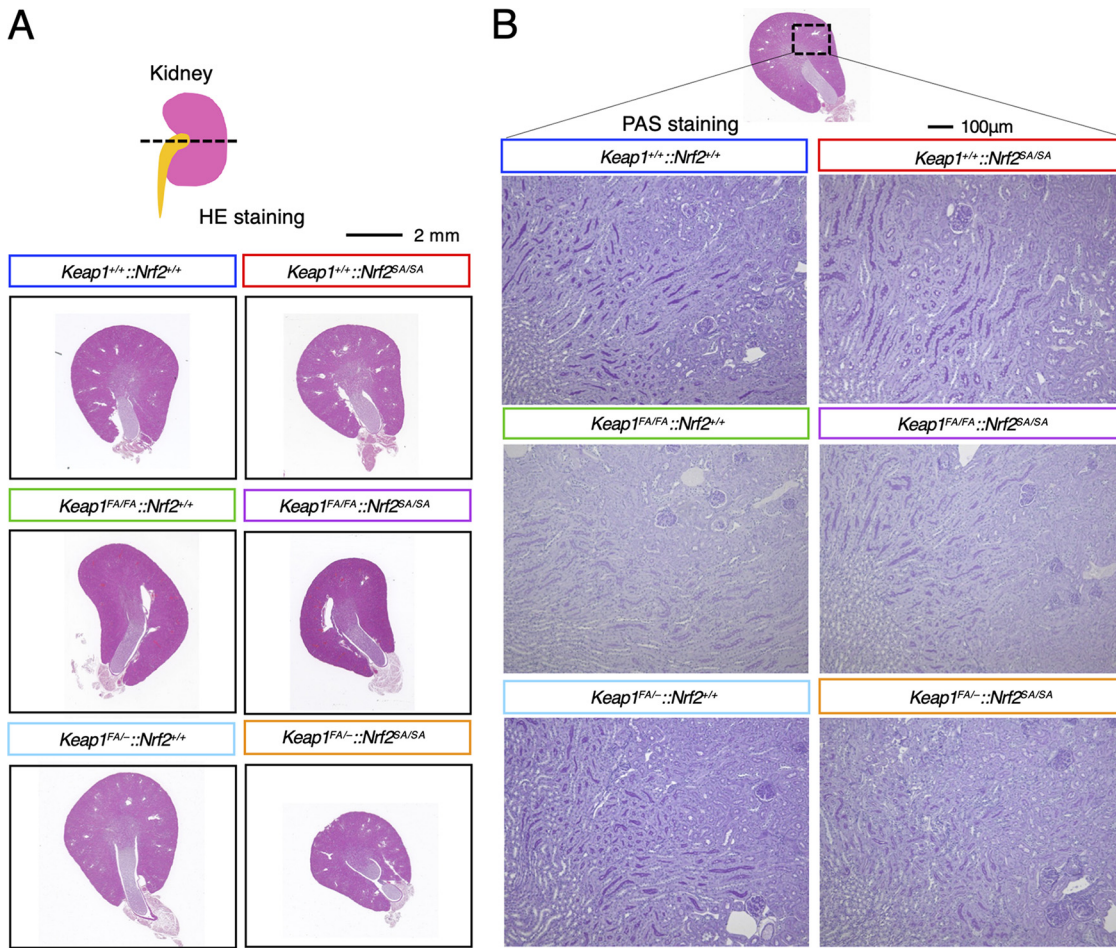 A
Kidney
HE staining
2 mm
Keap1+/+::Nrf2+/+
Keap1+/+::Nrf2SA/SA
Keap1FA/FA::Nrf2+/+
Keap1FA/FA::Nrf2SA/SA
Keap1FA/–::Nrf2+/+
Keap1FA/–::Nrf2SA/SA
B
PAS staining
100μm
Keap1+/+::Nrf2+/+
Keap1+/+::Nrf2SA/SA
Keap1FA/FA::Nrf2+/+
Keap1FA/FA::Nrf2SA/SA
Keap1FA/–::Nrf2+/+
Keap1FA/–::Nrf2SA/SA